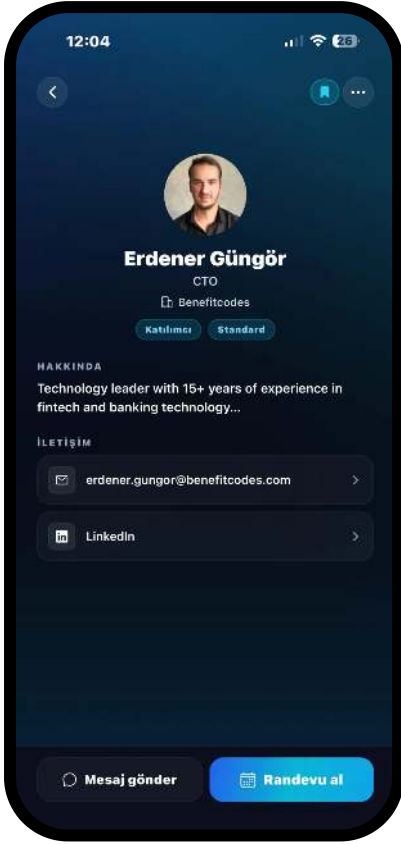 12:04
26
Erdener Güngör
CTO
Benefitcodes
Katılımcı Standard
HAKKINDA
Technology leader with 15+ years of experience in
fintech and banking technology...
İLETİŞİM
erdener.gungor@benefitcodes.com
in LinkedIn
Mesaj gönder Randevu al